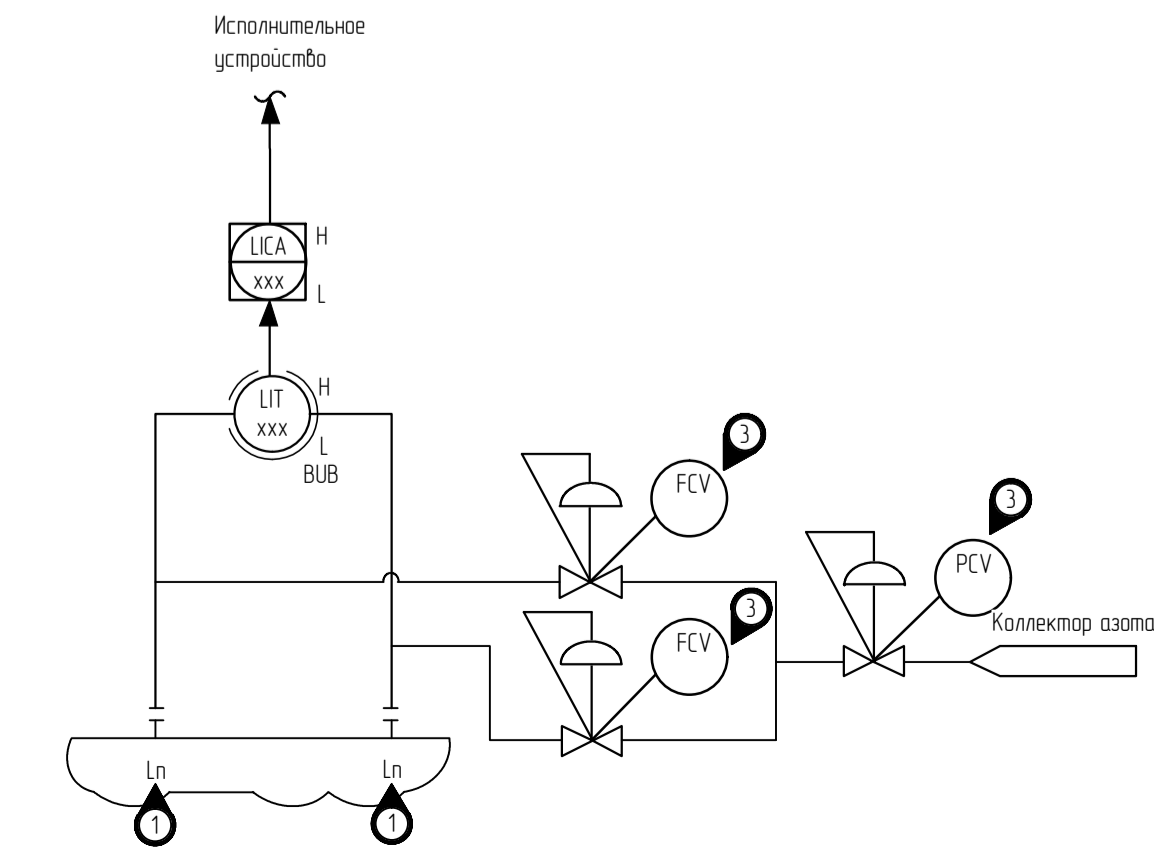 Исполнительное
устройство
LICA
xxx
H
L
LIT
xxx
H
L
BUB
3
FCV
3
PCV
3
FCV
Коллектор азота
Ln
Ln
1
1